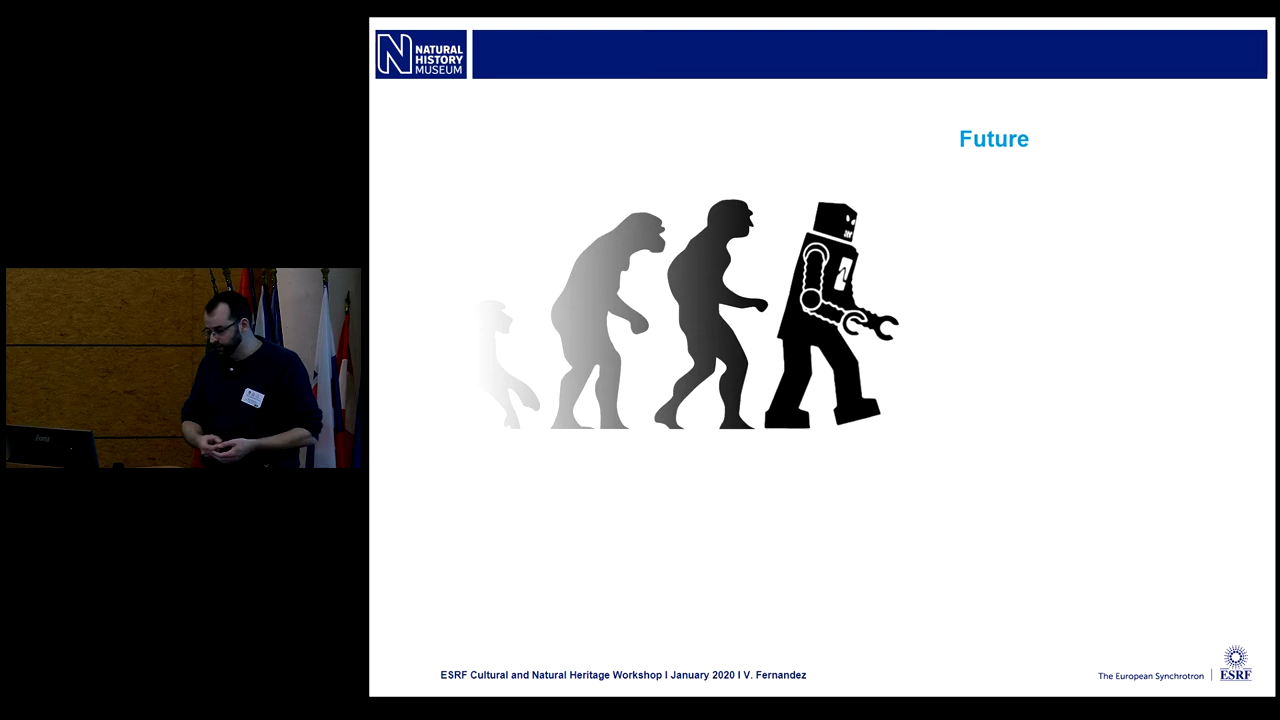 NATURAL
HISTORY
MUSEUM
Future
ESRF Cultural and Natural Heritage Workshop I January 2020 I V. Fernandez
The European Synchrotron
ESRF